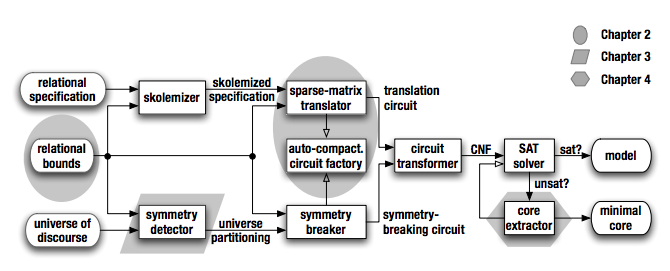 Chapter 2
Chapter 3
Chapter 4
relational
specification
skolemizer
skolemized
specification
sparse-matrix
translator
translation
circuit
relational
bounds
auto-compact.
circuit factory
circuit
transformer
CNF
SAT
solver
sat?
model
unsat?
universe of
discourse
symmetry
detector
universe
partitioning
symmetry
breaker
symmetry-
breaking circuit
core
extractor
minimal
core